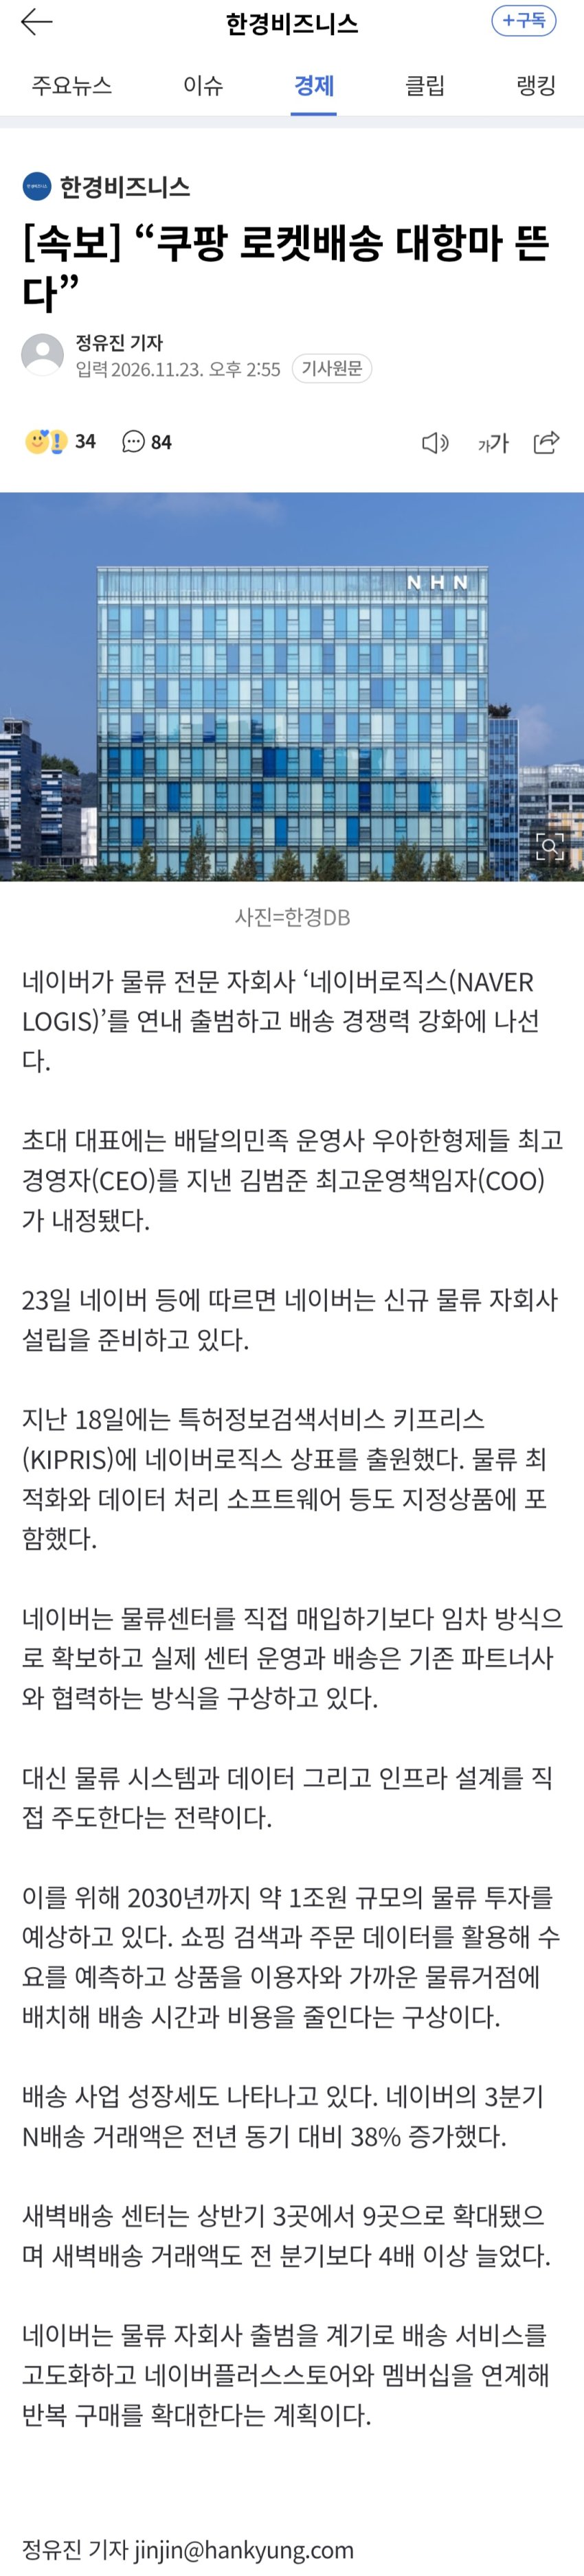 한경비즈니스
+구독
주요뉴스 이슈 경제 클립 랭킹
한경비즈니스
[속보] “쿠팡 로켓배송 대항마 뜬
다”
정유진 기자
입력 2026.11.23. 오후 2:55 기사원문
34 84 가가
NHN
사진=한경DB
네이버가 물류 전문 자회사 ‘네이버로직스(NAVER
LOGIS)’를 연내 출범하고 배송 경쟁력 강화에 나선
다.
초대 대표에는 배달의민족 운영사 우아한형제들 최고
경영자(CEO)를 지낸 김범준 최고운영책임자(COO)
가 내정됐다.
23일 네이버 등에 따르면 네이버는 신규 물류 자회사
설립을 준비하고 있다.
지난 18일에는 특허정보검색서비스 키프리스
(KIPRIS)에 네이버로직스 상표를 출원했다. 물류 최
적화와 데이터 처리 소프트웨어 등도 지정상품에 포
함했다.
네이버는 물류센터를 직접 매입하기보다 임차 방식으
로 확보하고 실제 센터 운영과 배송은 기존 파트너사
와 협력하는 방식을 구상하고 있다.
대신 물류 시스템과 데이터 그리고 인프라 설계를 직
접 주도한다는 전략이다.
이를 위해 2030년까지 약 1조원 규모의 물류 투자를
예상하고 있다. 쇼핑 검색과 주문 데이터를 활용해 수
요를 예측하고 상품을 이용자와 가까운 물류거점에
배치해 배송 시간과 비용을 줄인다는 구상이다.
배송 사업 성장세도 나타나고 있다. 네이버의 3분기
N배송 거래액은 전년 동기 대비 38% 증가했다.
새벽배송 센터는 상반기 3곳에서 9곳으로 확대됐으
며 새벽배송 거래액도 전 분기보다 4배 이상 늘었다.
네이버는 물류 자회사 출범을 계기로 배송 서비스를
고도화하고 네이버플러스스토어와 멤버십을 연계해
반복 구매를 확대한다는 계획이다.
정유진 기자 jinjin@hankyung.com